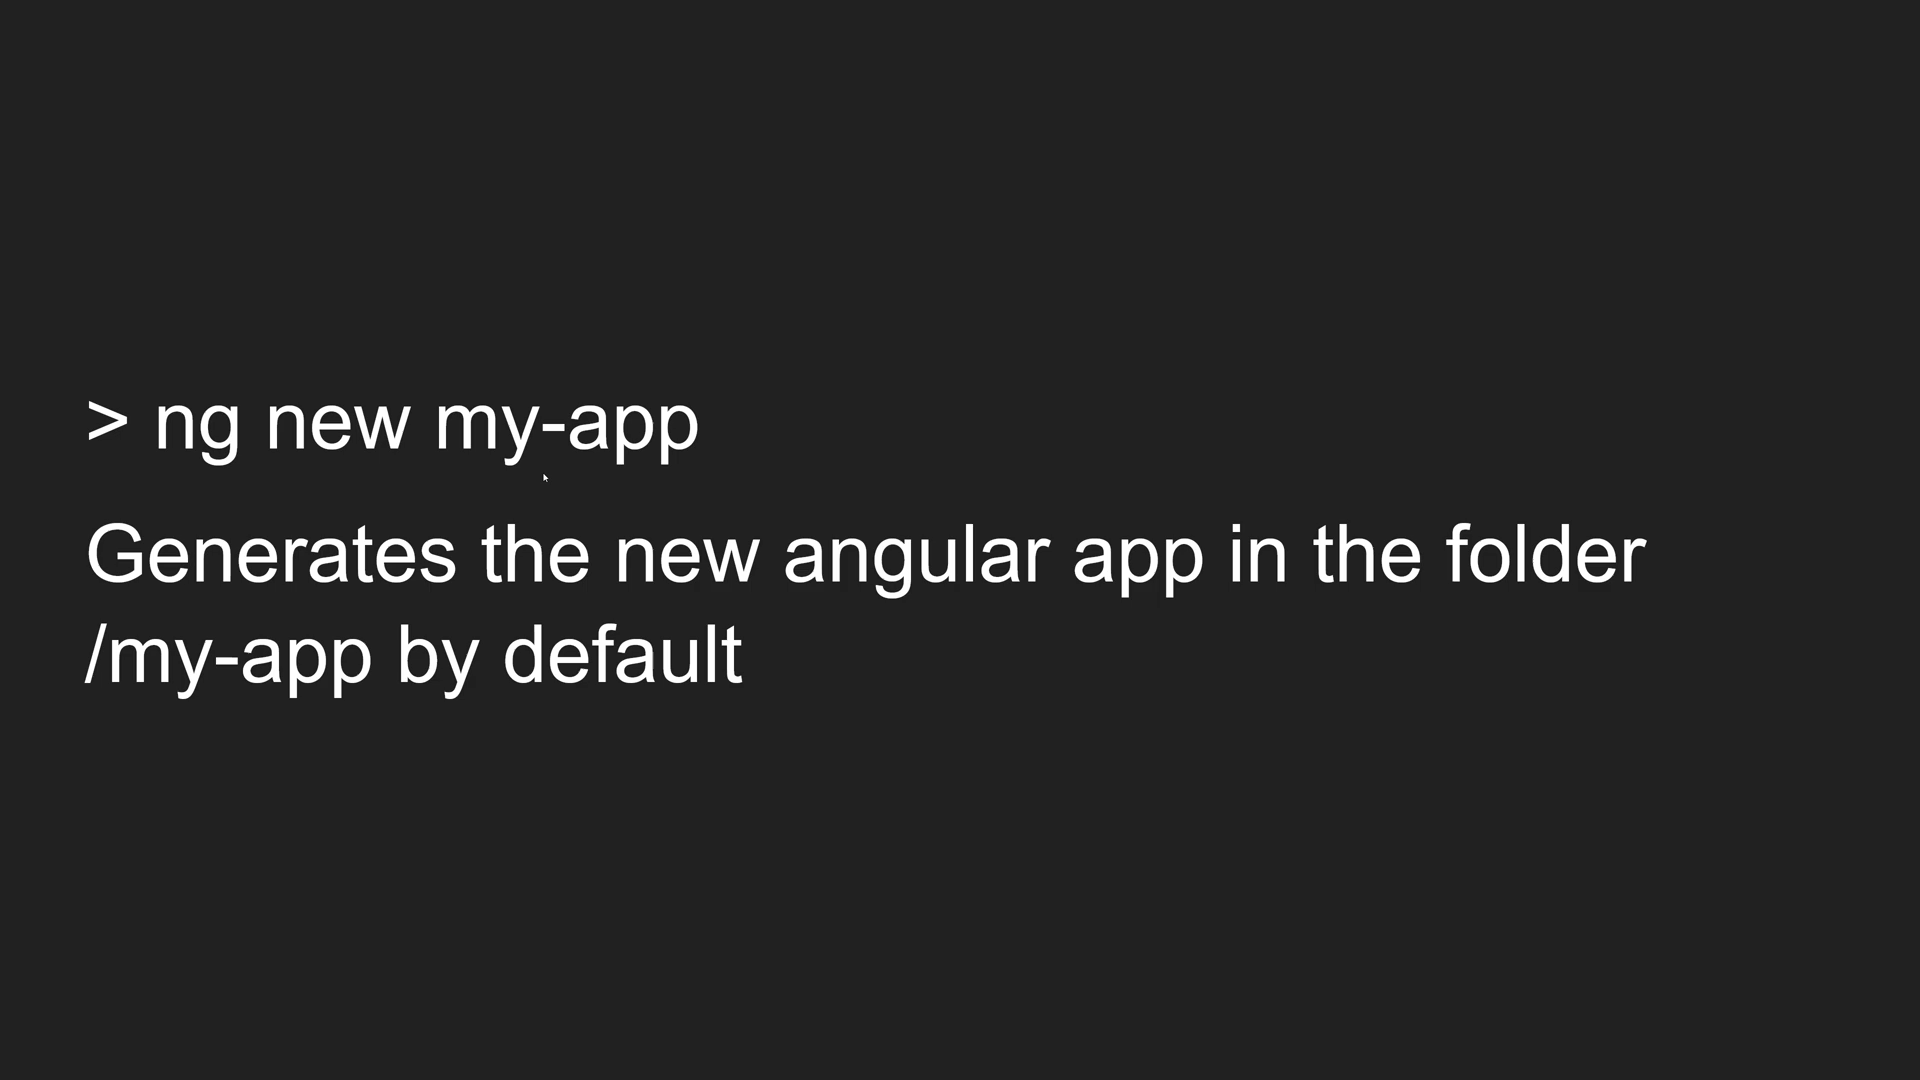 > ng new my-app
Generates the new angular app in the folder
/my-app by default